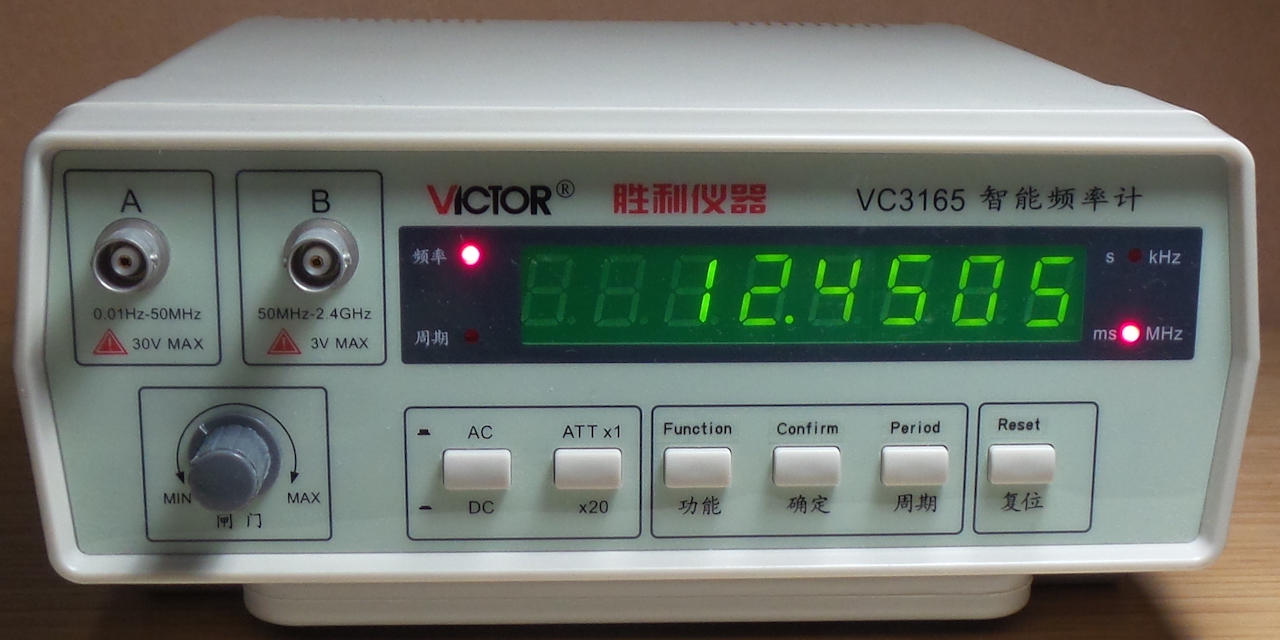 A
0.01Hz-50MHz
30V MAX
B
50MHz-2.4GHz
3V MAX
VICTOR® 胜利仪器 VC3165 智能频率计
频率
周期
12.4505
s kHz
ms MHz
MIN MAX
闸 门
AC ATT x1
DC x20
Function Confirm Period
功能 确定 周期
Reset
复位